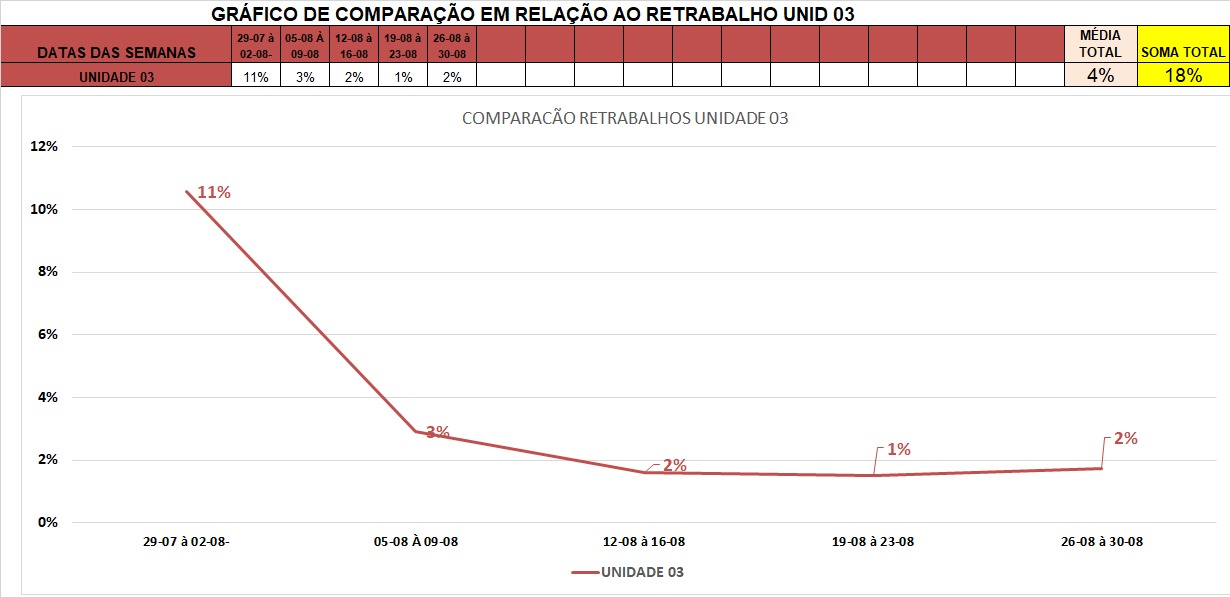 GRÁFICO DE COMPARAÇÃO EM RELAÇÃO AO RETRABALHO UNID 03
DATAS DAS SEMANAS 29-07 à 02-08- 05-08 À 09-08 12-08 à 16-08 19-08 à 23-08 26-08 à 30-08 MÉDIA TOTAL SOMA TOTAL
UNIDADE 03 11% 3% 2% 1% 2% 4% 18%
COMPARACÃO RETRABALHOS UNIDADE 03
12%
10%
8%
6%
4%
2%
0%
11%
3%
2%
1%
2%
29-07 à 02-08- 05-08 À 09-08 12-08 à 16-08 19-08 à 23-08 26-08 à 30-08
UNIDADE 03